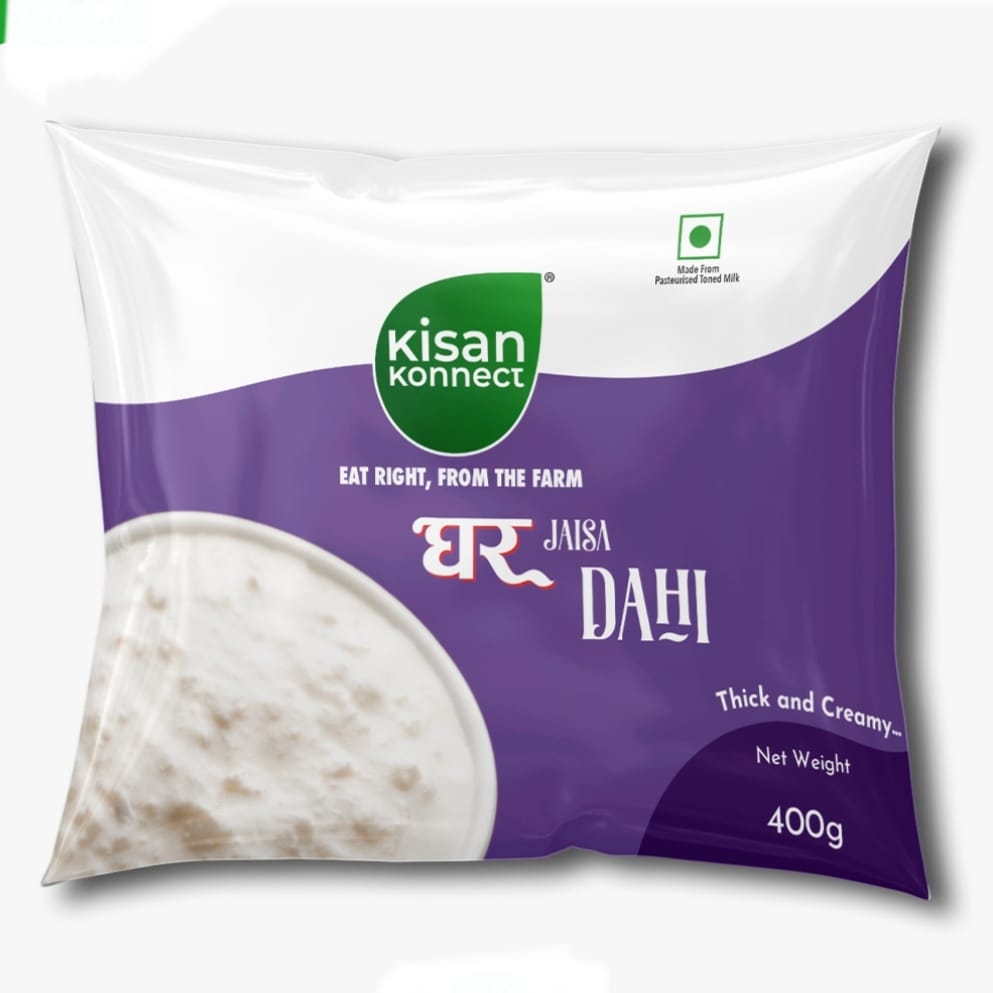 Made From
Pasteurised Toned Milk
Kisan
Konnect
®
EAT RIGHT, FROM THE FARM
घर JAISA
DAHI
Thick and Creamy...
Net Weight
400g